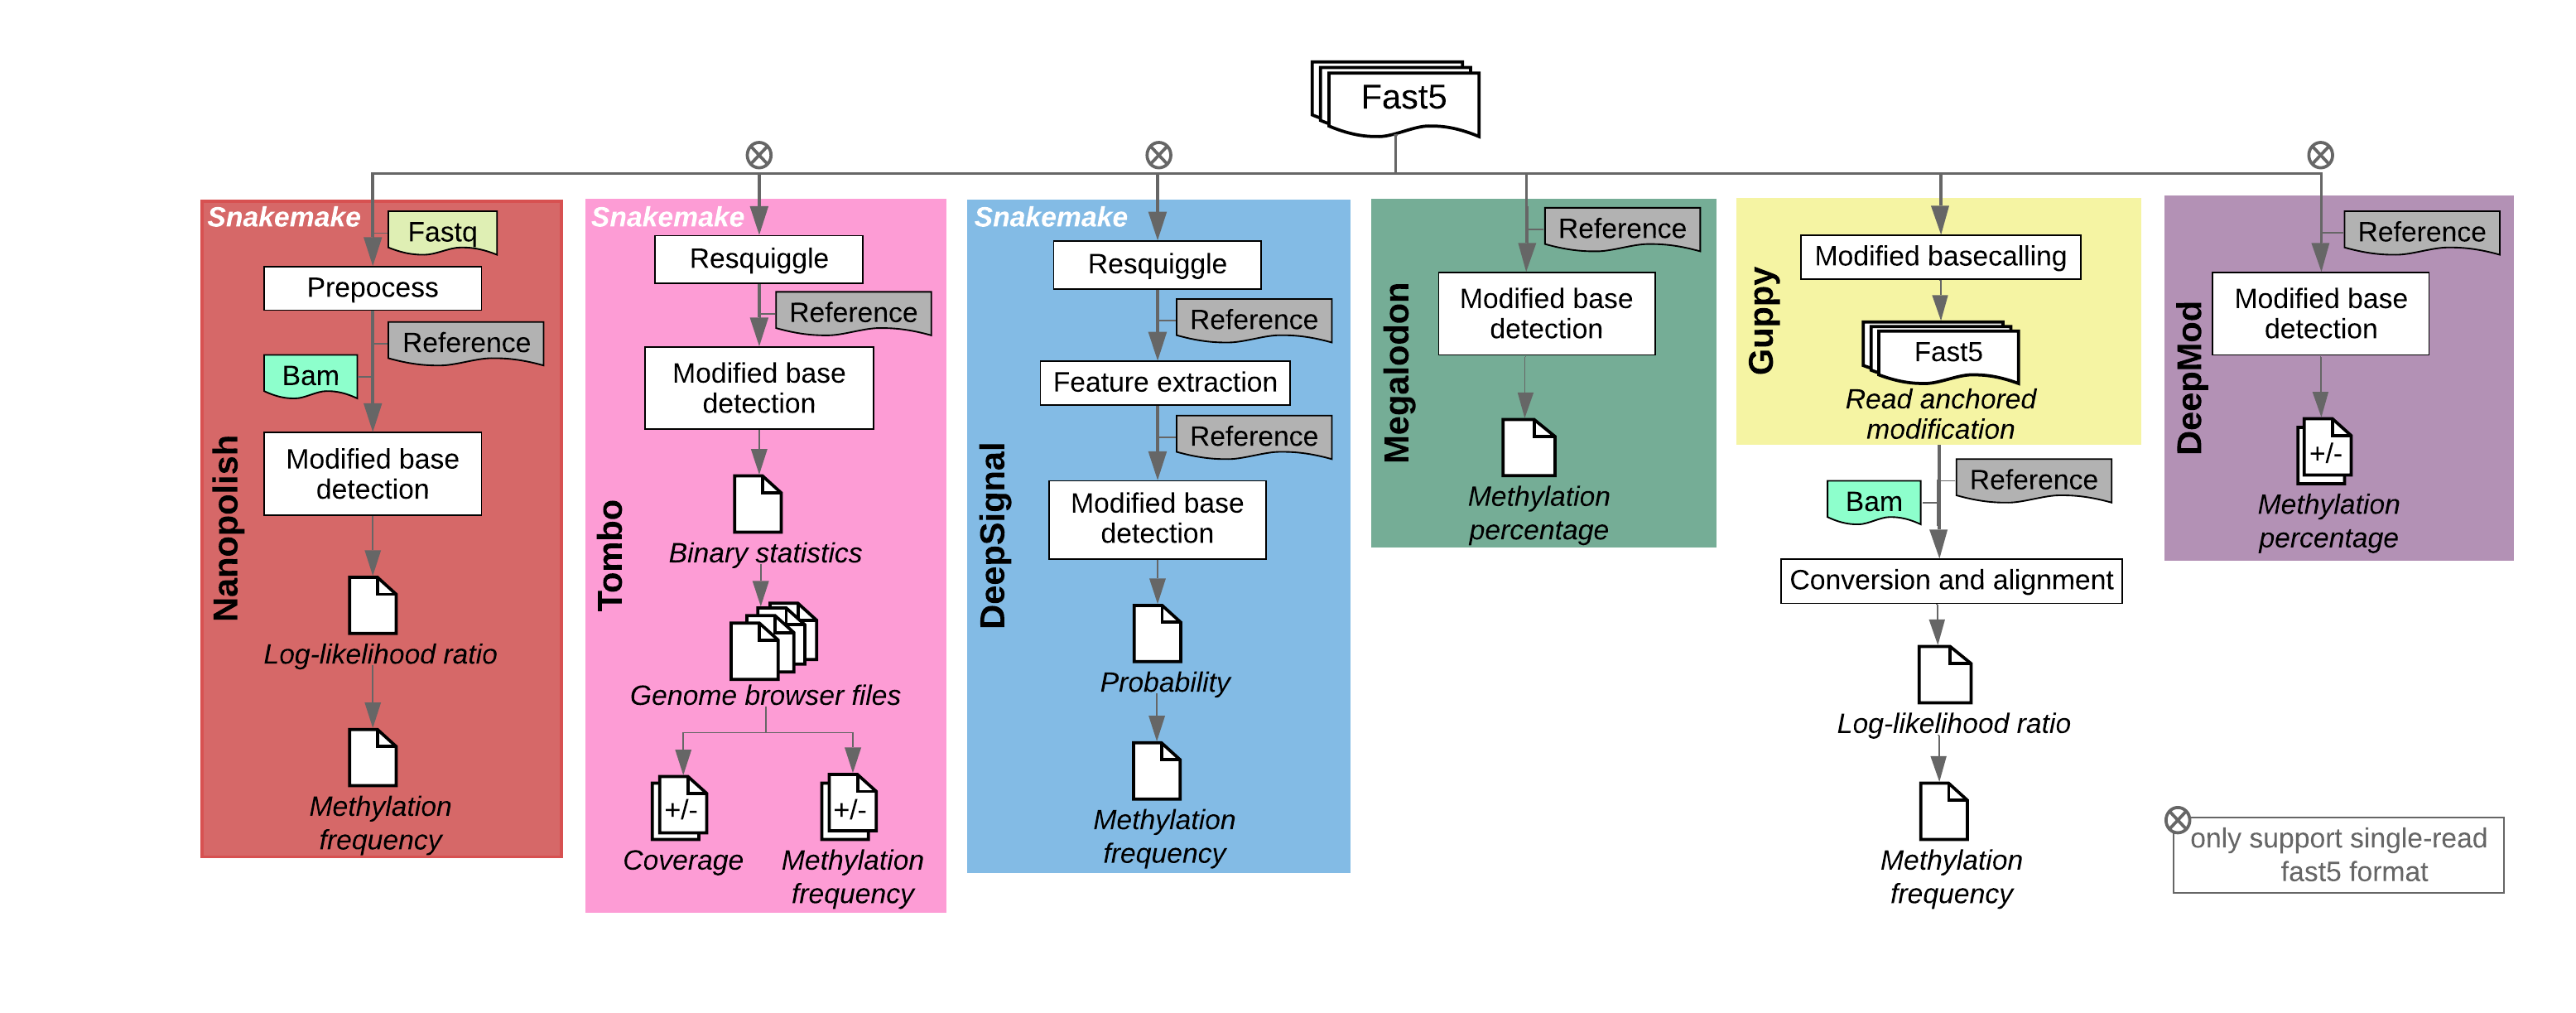 Fast5
Snakemake
Fastq
Prepocess
Reference
Bam
Modified base
detection
Log-likelihood ratio
Methylation
frequency
Nanopolish
Snakemake
Resquiggle
Reference
Modified base
detection
Binary statistics
Genome browser files
+/-
Coverage
+/-
Methylation
frequency
Tombo
Snakemake
Resquiggle
Reference
Feature extraction
Reference
Modified base
detection
Probability
Methylation
frequency
DeepSignal
Reference
Modified base
detection
Methylation
percentage
Megalodon
Modified basecalling
Fast5
Read anchored
modification
Guppy
Reference
Bam
Conversion and alignment
Log-likelihood ratio
Methylation
frequency
Reference
Modified base
detection
+/-
Methylation
percentage
DeepMod
only support single-read
fast5 format